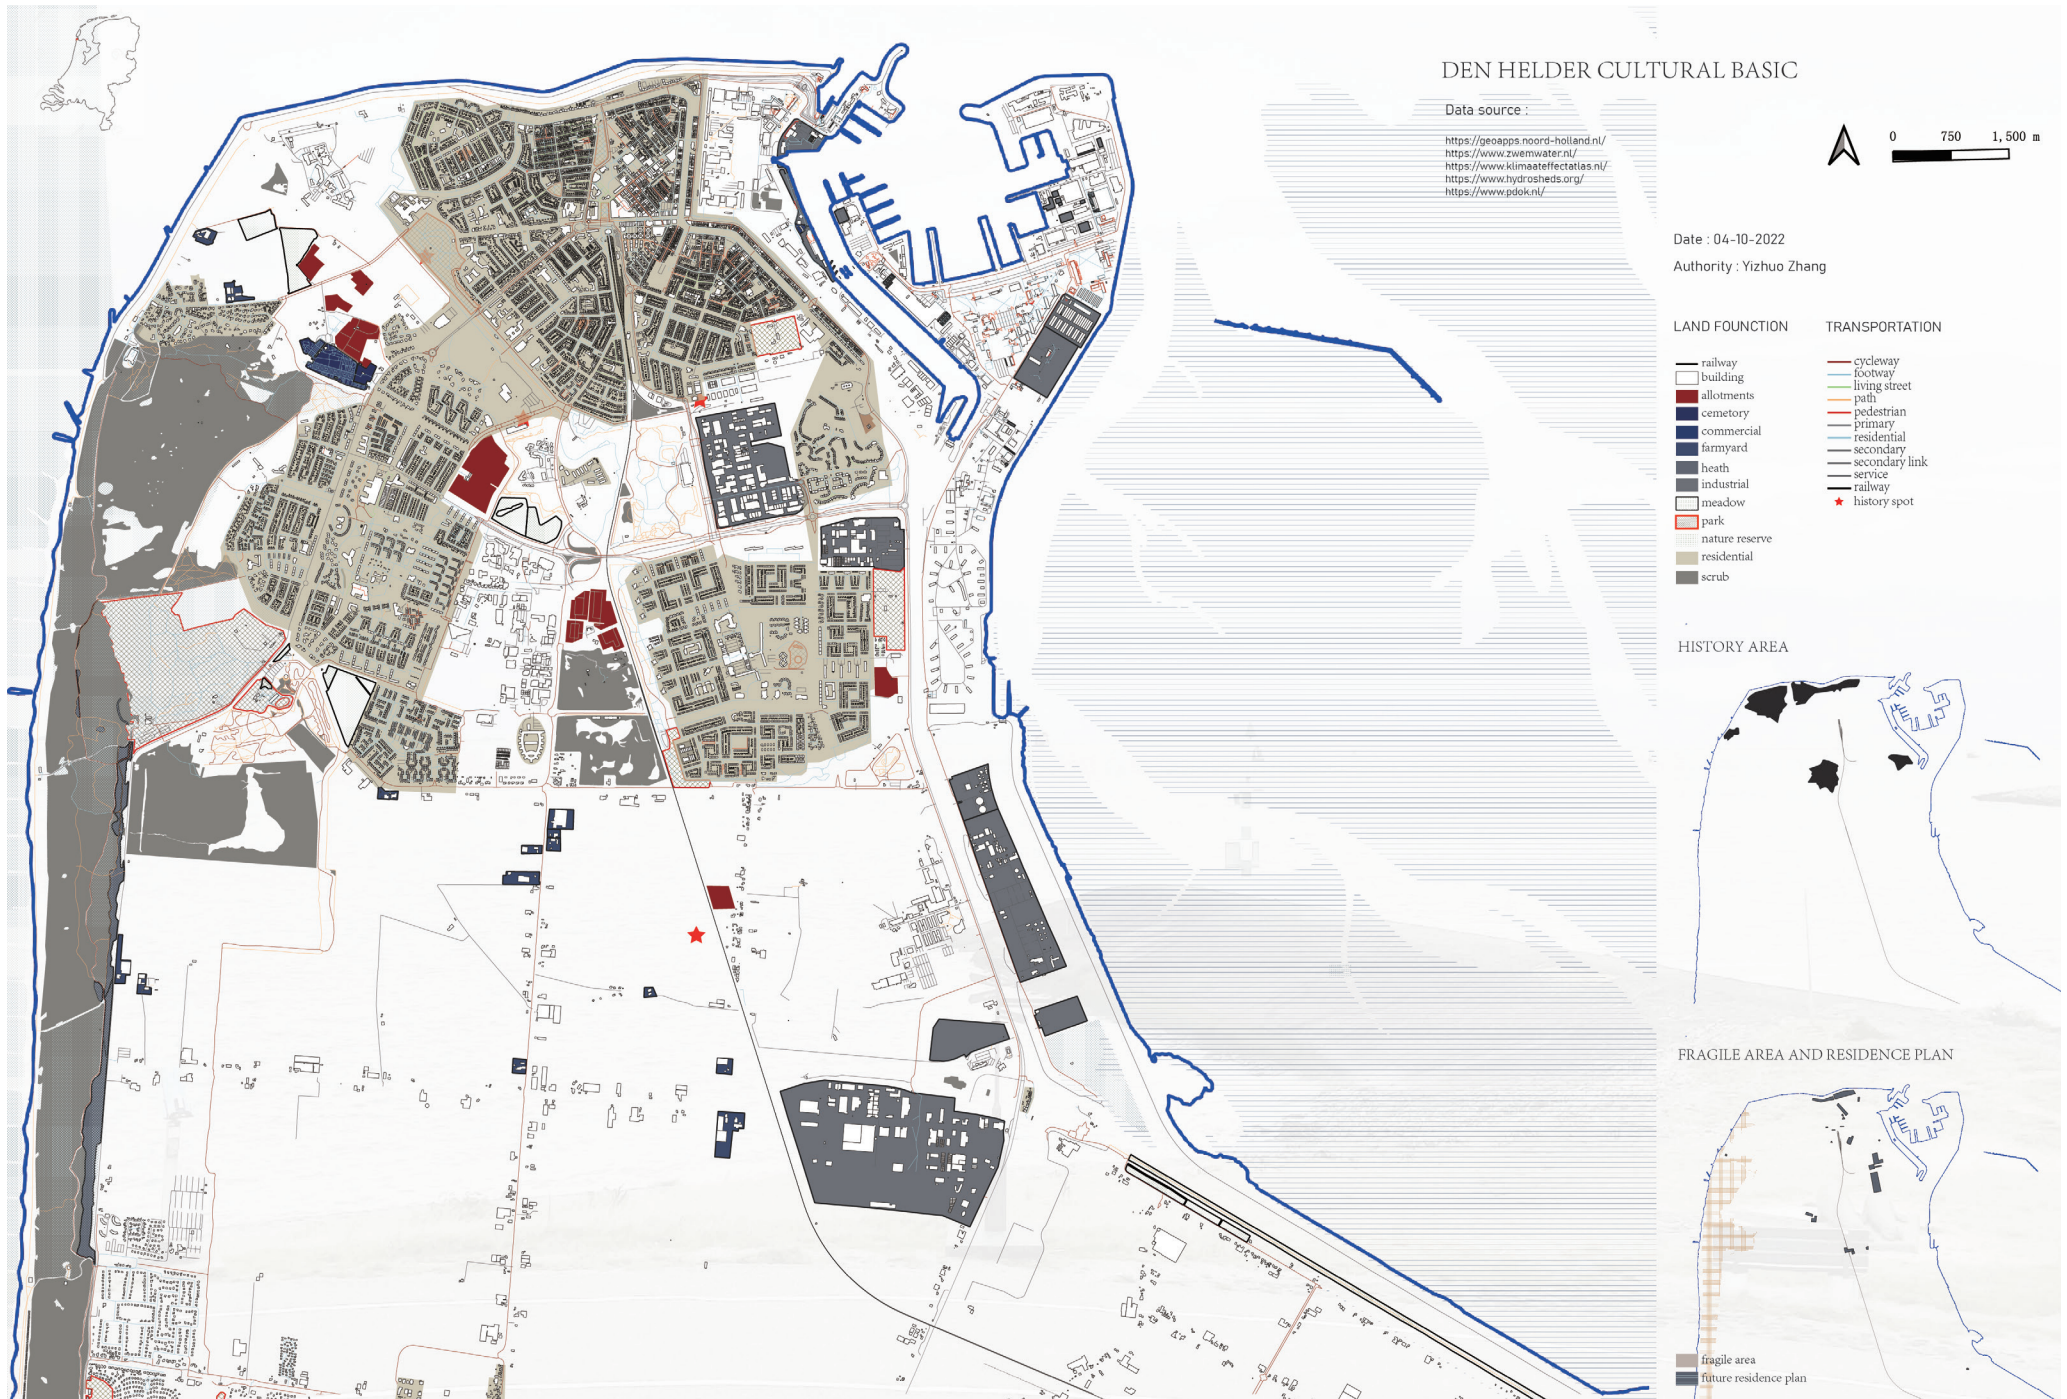 DEN HELDER CULTURAL BASIC
Data source :
https://geoapps.noord-holland.nl/
https://www.zwemwater.nl/
https://www.klimaateffectatlas.nl/
https://www.hydrosheds.org/
https://www.pdok.nl/
0 750 1,500 m
Date : 04-10-2022
Authority : Yizhuo Zhang
LAND FOUNCTION
railway
building
allotments
cemetory
commercial
farmyard
heath
industrial
meadow
park
nature reserve
residential
scrub
TRANSPORTATION
cycleway
footway
living street
path
pedestrian
primary
residential
secondary
secondary link
service
railway
history spot
HISTORY AREA
FRAGILE AREA AND RESIDENCE PLAN
fragile area
future residence plan